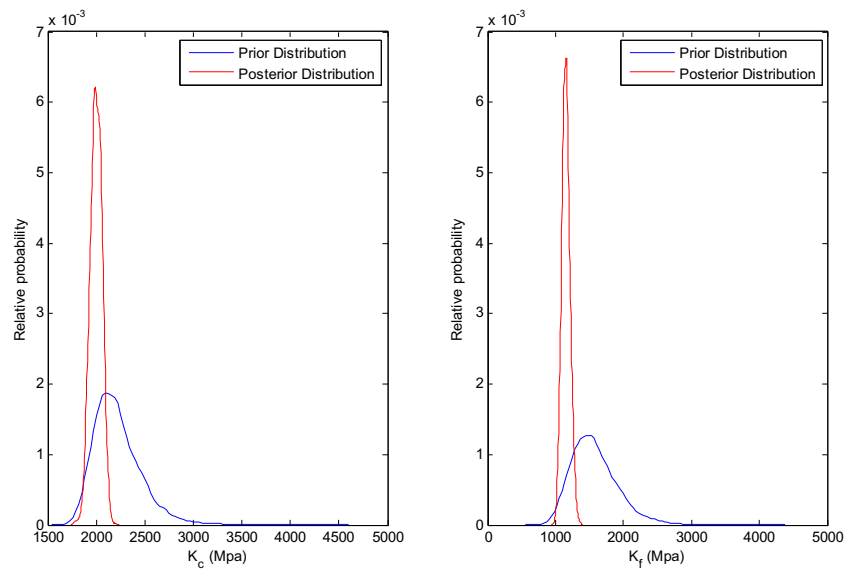 7 x 10^-3
Prior Distribution
Posterior Distribution
6
5
4
3
2
1
0
Relative probability
1500 2000 2500 3000 3500 4000 4500 5000
K_c (Mpa)
7 x 10^-3
Prior Distribution
Posterior Distribution
6
5
4
3
2
1
0
Relative probability
0 1000 2000 3000 4000 5000
K_f (Mpa)